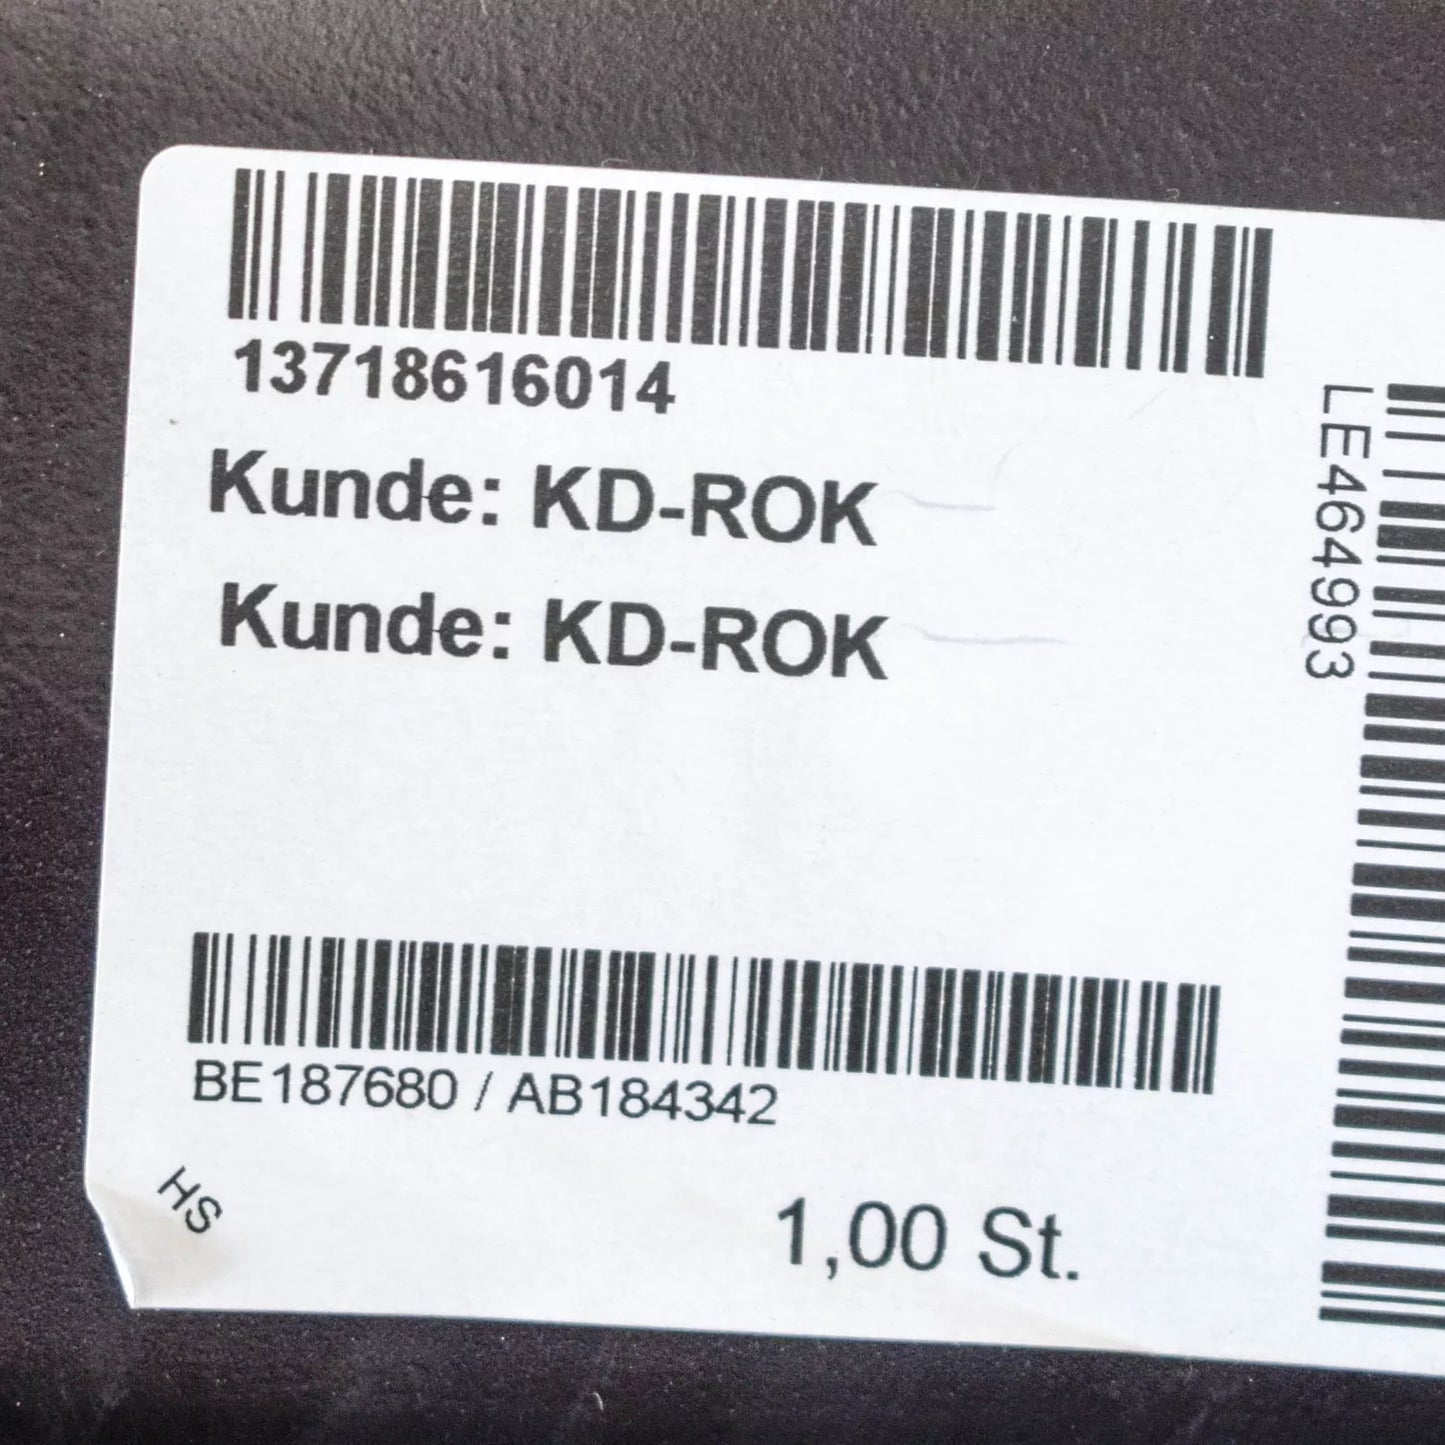 13718616014
Kunde: KD-ROK
Kunde: KD-ROK
LE464993
BE187680 / AB184342
HS
1,00 St.